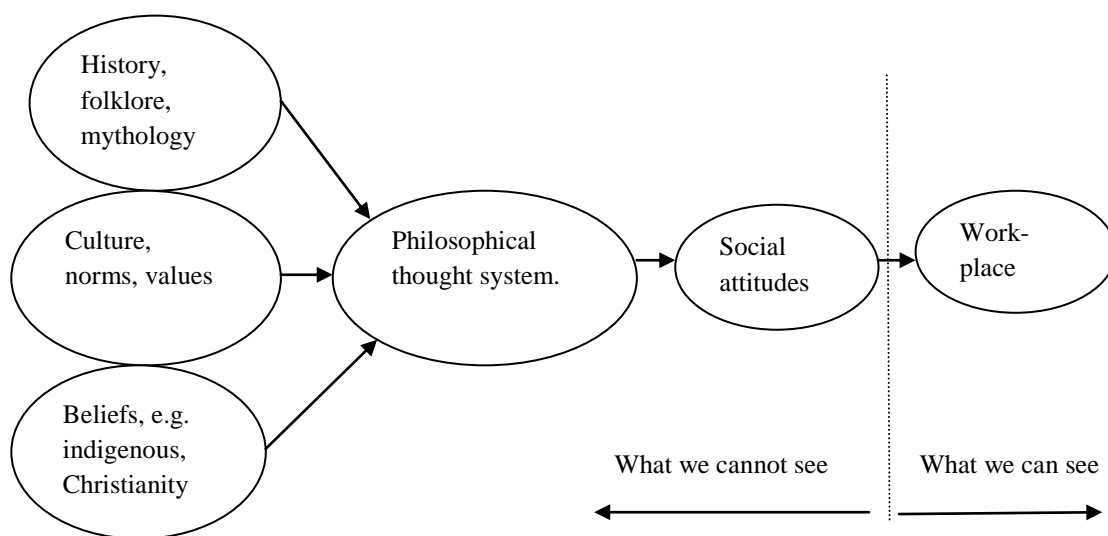 History,
folklore,
mythology
Culture,
norms, values
Beliefs, e.g.
indigenous,
Christianity
Philosophical
thought system.
Social
attitudes
Work-
place
What we cannot see
What we can see